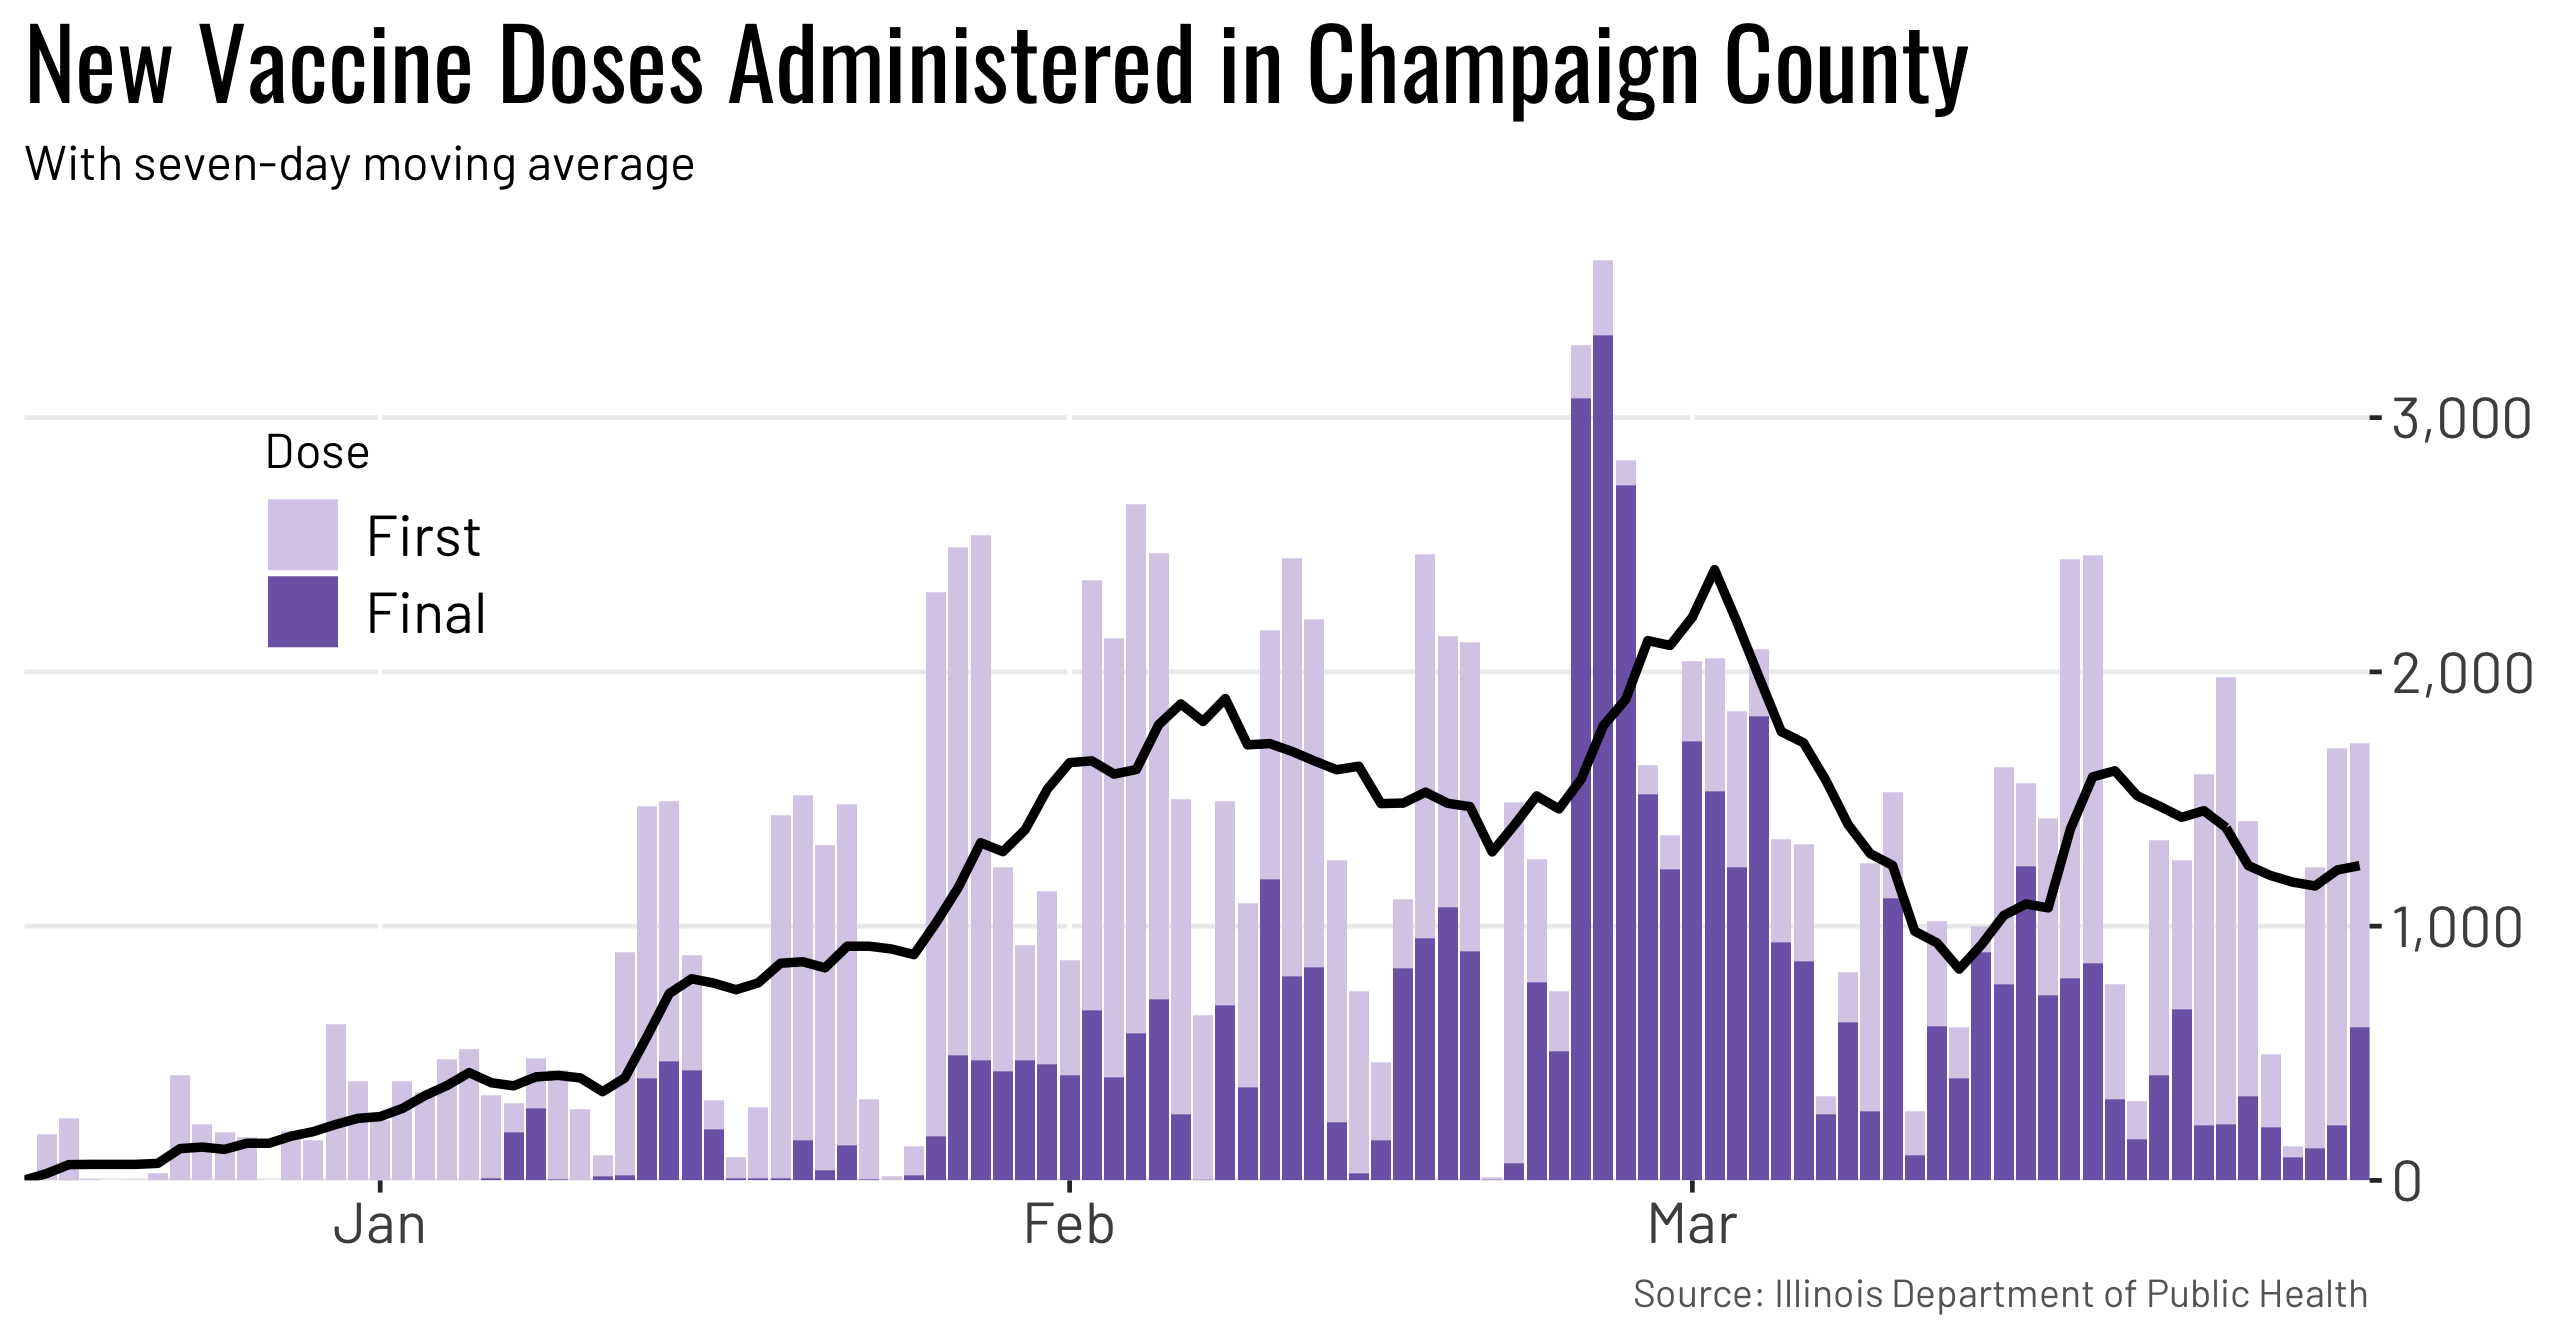 New Vaccine Doses Administered in Champaign County
With seven-day moving average
3,000
Dose
First
Final
2,000
1,000
0
Jan Feb Mar
Source: Illinois Department of Public Health